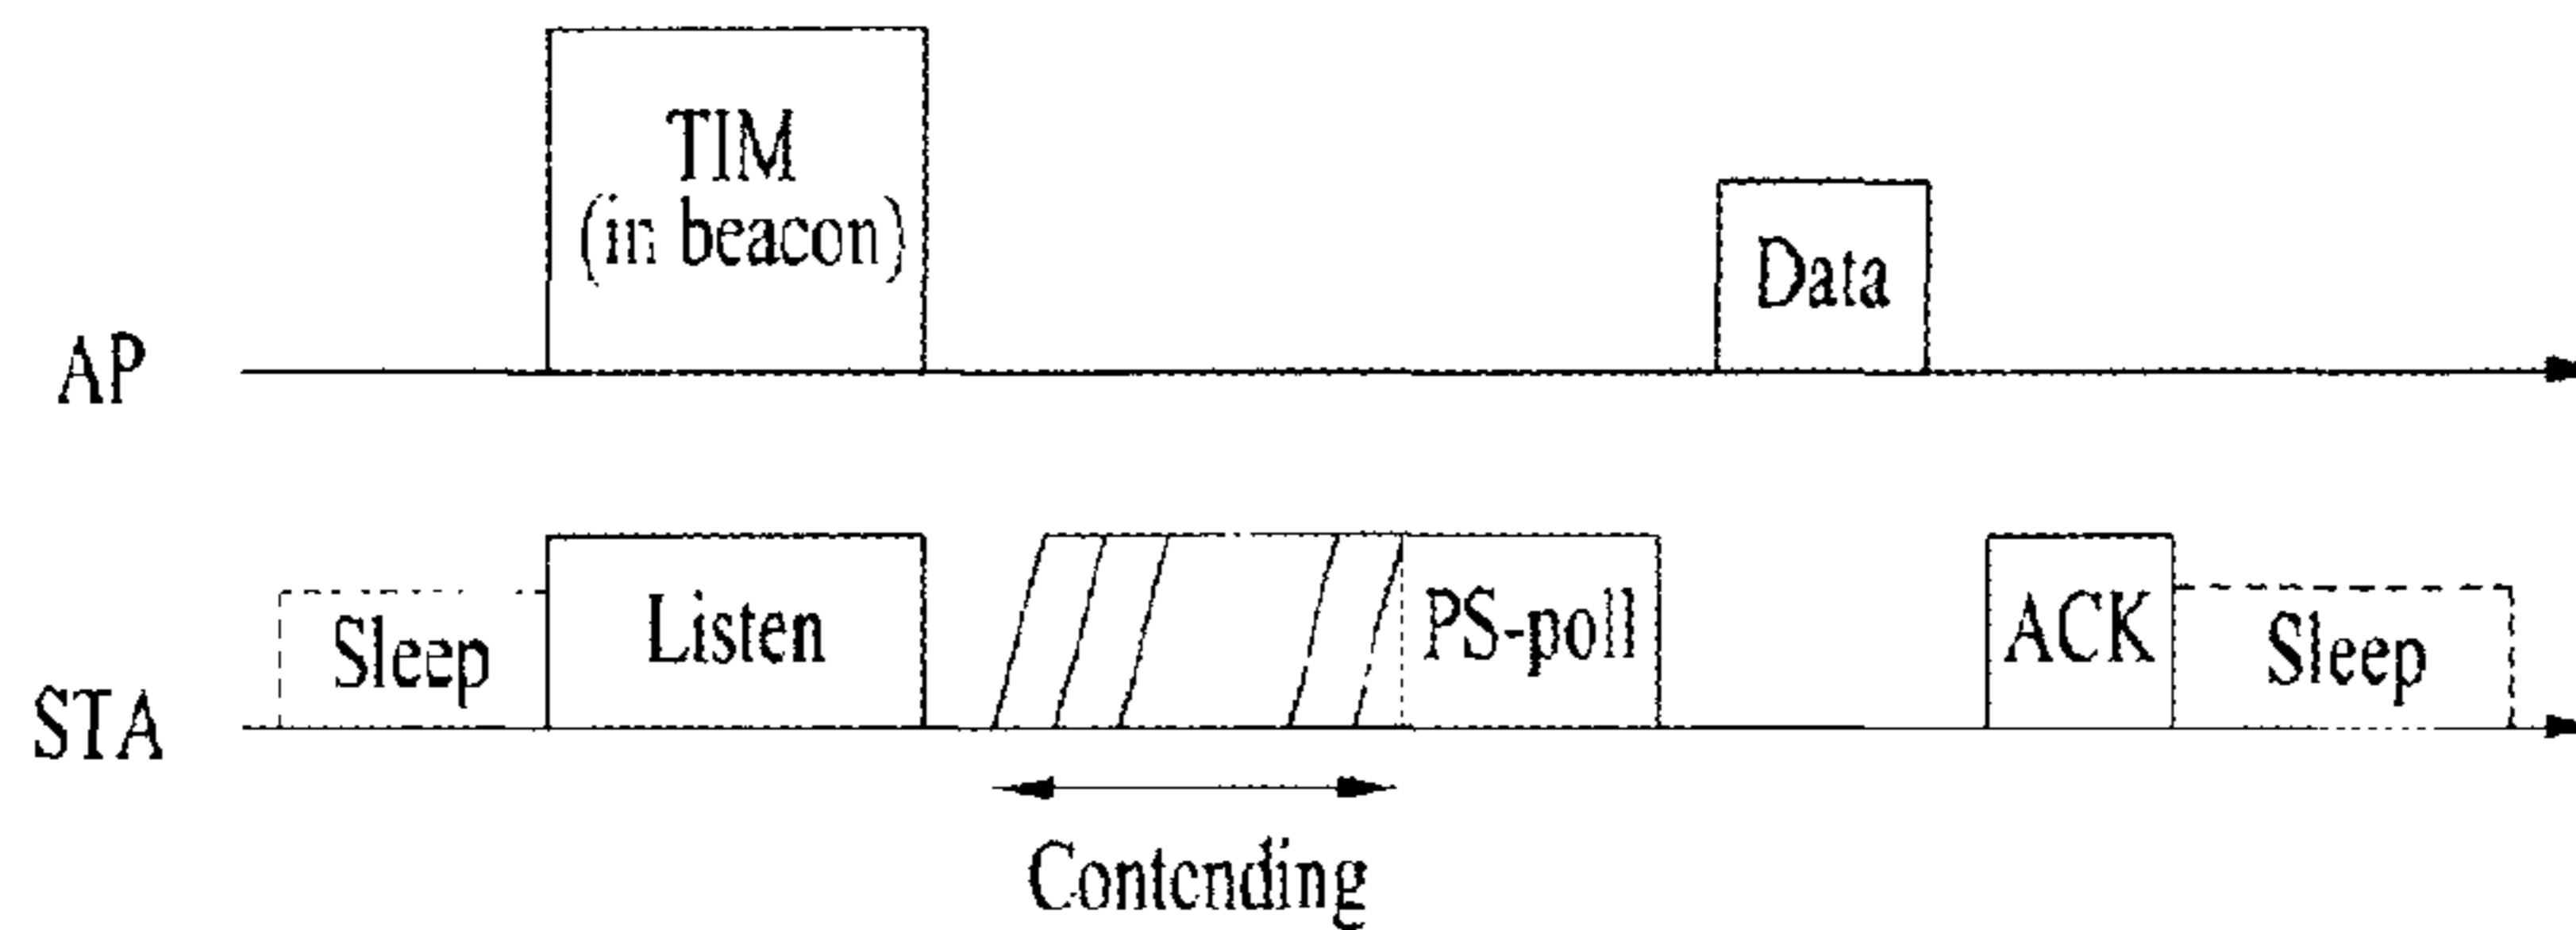 TIM
(in beacon)
Data
AP
Sleep
Listen
PS-poll
ACK
Sleep
STA
Contending